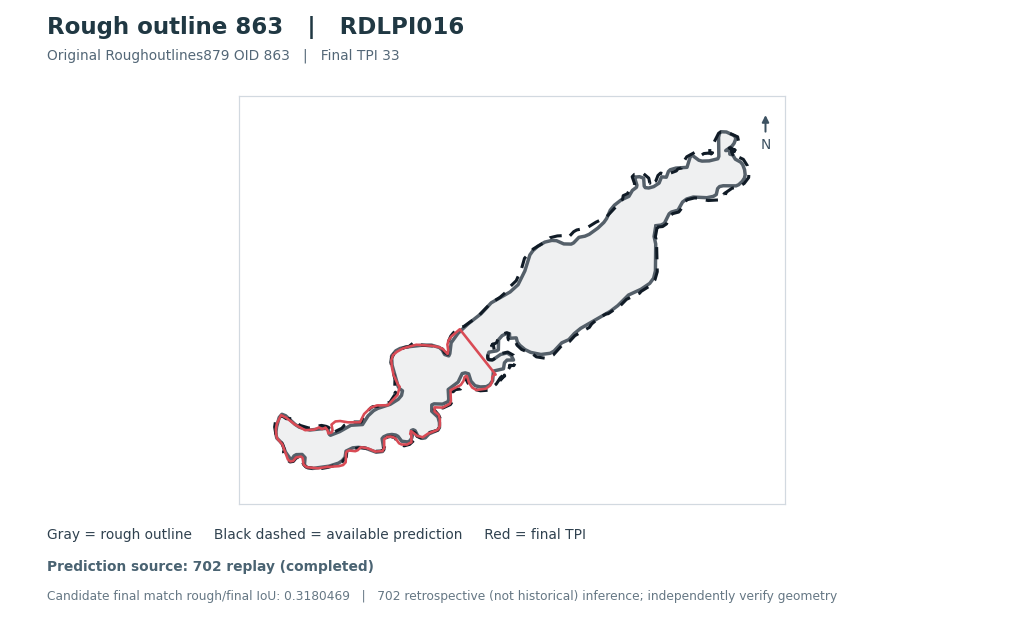 Rough outline 863   |   RDLPI016
Original Roughoutlines879 OID 863   |   Final TPI 33
N
Gray = rough outline     Black dashed = available prediction     Red = final TPI
Prediction source: 702 replay (completed)
Candidate final match rough/final IoU: 0.3180469   |   702 retrospective (not historical) inference; independently verify geometry